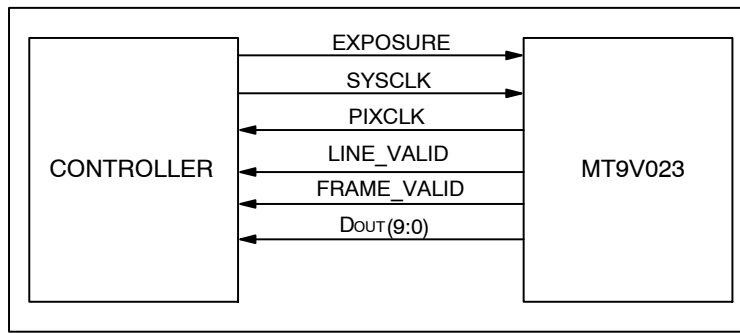 EXPOSURE
SYSCLK
PIXCLK
CONTROLLER
LINE_VALID
MT9V023
FRAME_VALID
DOUT(9:0)